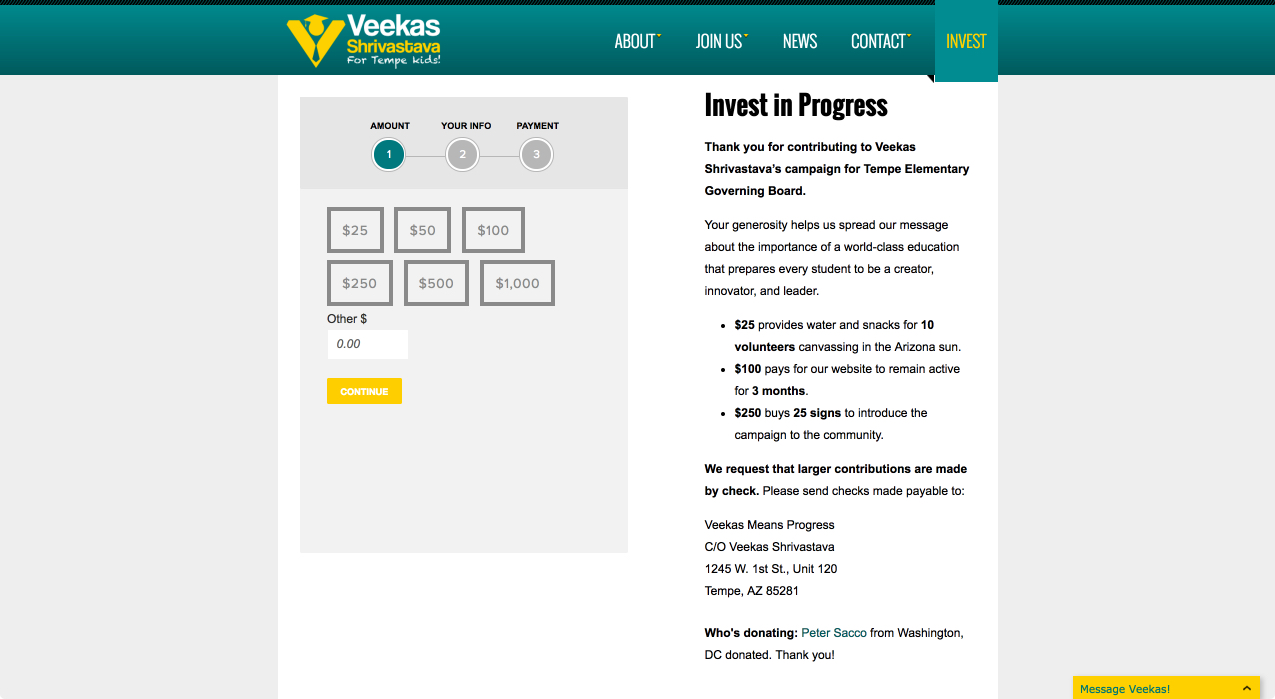 Veekas
Shrivastava
For Tempe kids!
ABOUT
JOIN US
NEWS
CONTACT
INVEST
AMOUNT
YOUR INFO
PAYMENT
1
2
3
$25
$50
$100
$250
$500
$1,000
Other $
0.00
CONTINUE
Invest in Progress
Thank you for contributing to Veekas
Shrivastava’s campaign for Tempe Elementary
Governing Board.
Your generosity helps us spread our message
about the importance of a world-class education
that prepares every student to be a creator,
innovator, and leader.
• $25 provides water and snacks for 10
volunteers canvassing in the Arizona sun.
• $100 pays for our website to remain active
for 3 months.
• $250 buys 25 signs to introduce the
campaign to the community.
We request that larger contributions are made
by check. Please send checks made payable to:
Veekas Means Progress
C/O Veekas Shrivastava
1245 W. 1st St., Unit 120
Tempe, AZ 85281
Who's donating: Peter Sacco from Washington,
DC donated. Thank you!
Message Veekas!